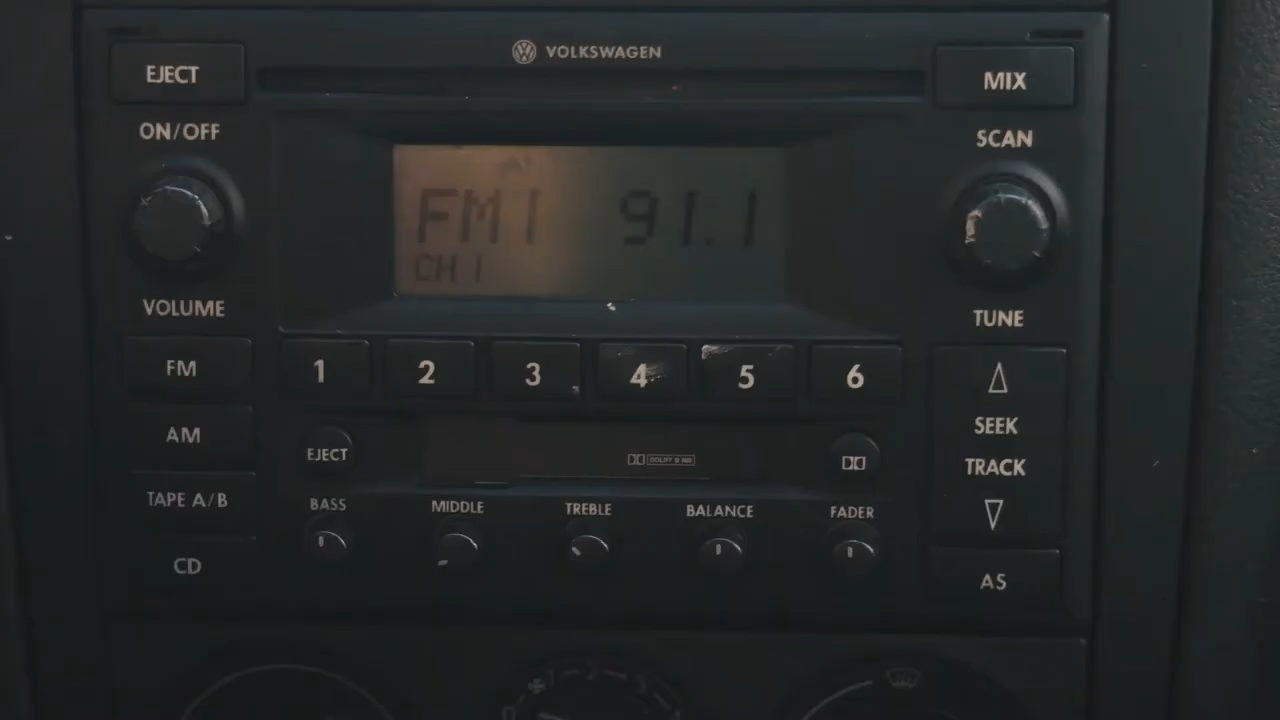 VOLKSWAGEN
EJECT
MIX
ON/OFF
SCAN
FM1 91.1
CH 1
VOLUME
TUNE
FM
1 2 3 4 5 6
AM
EJECT
SEEK
TRACK
TAPE A/B
BASS MIDDLE TREBLE BALANCE FADER
CD
AS